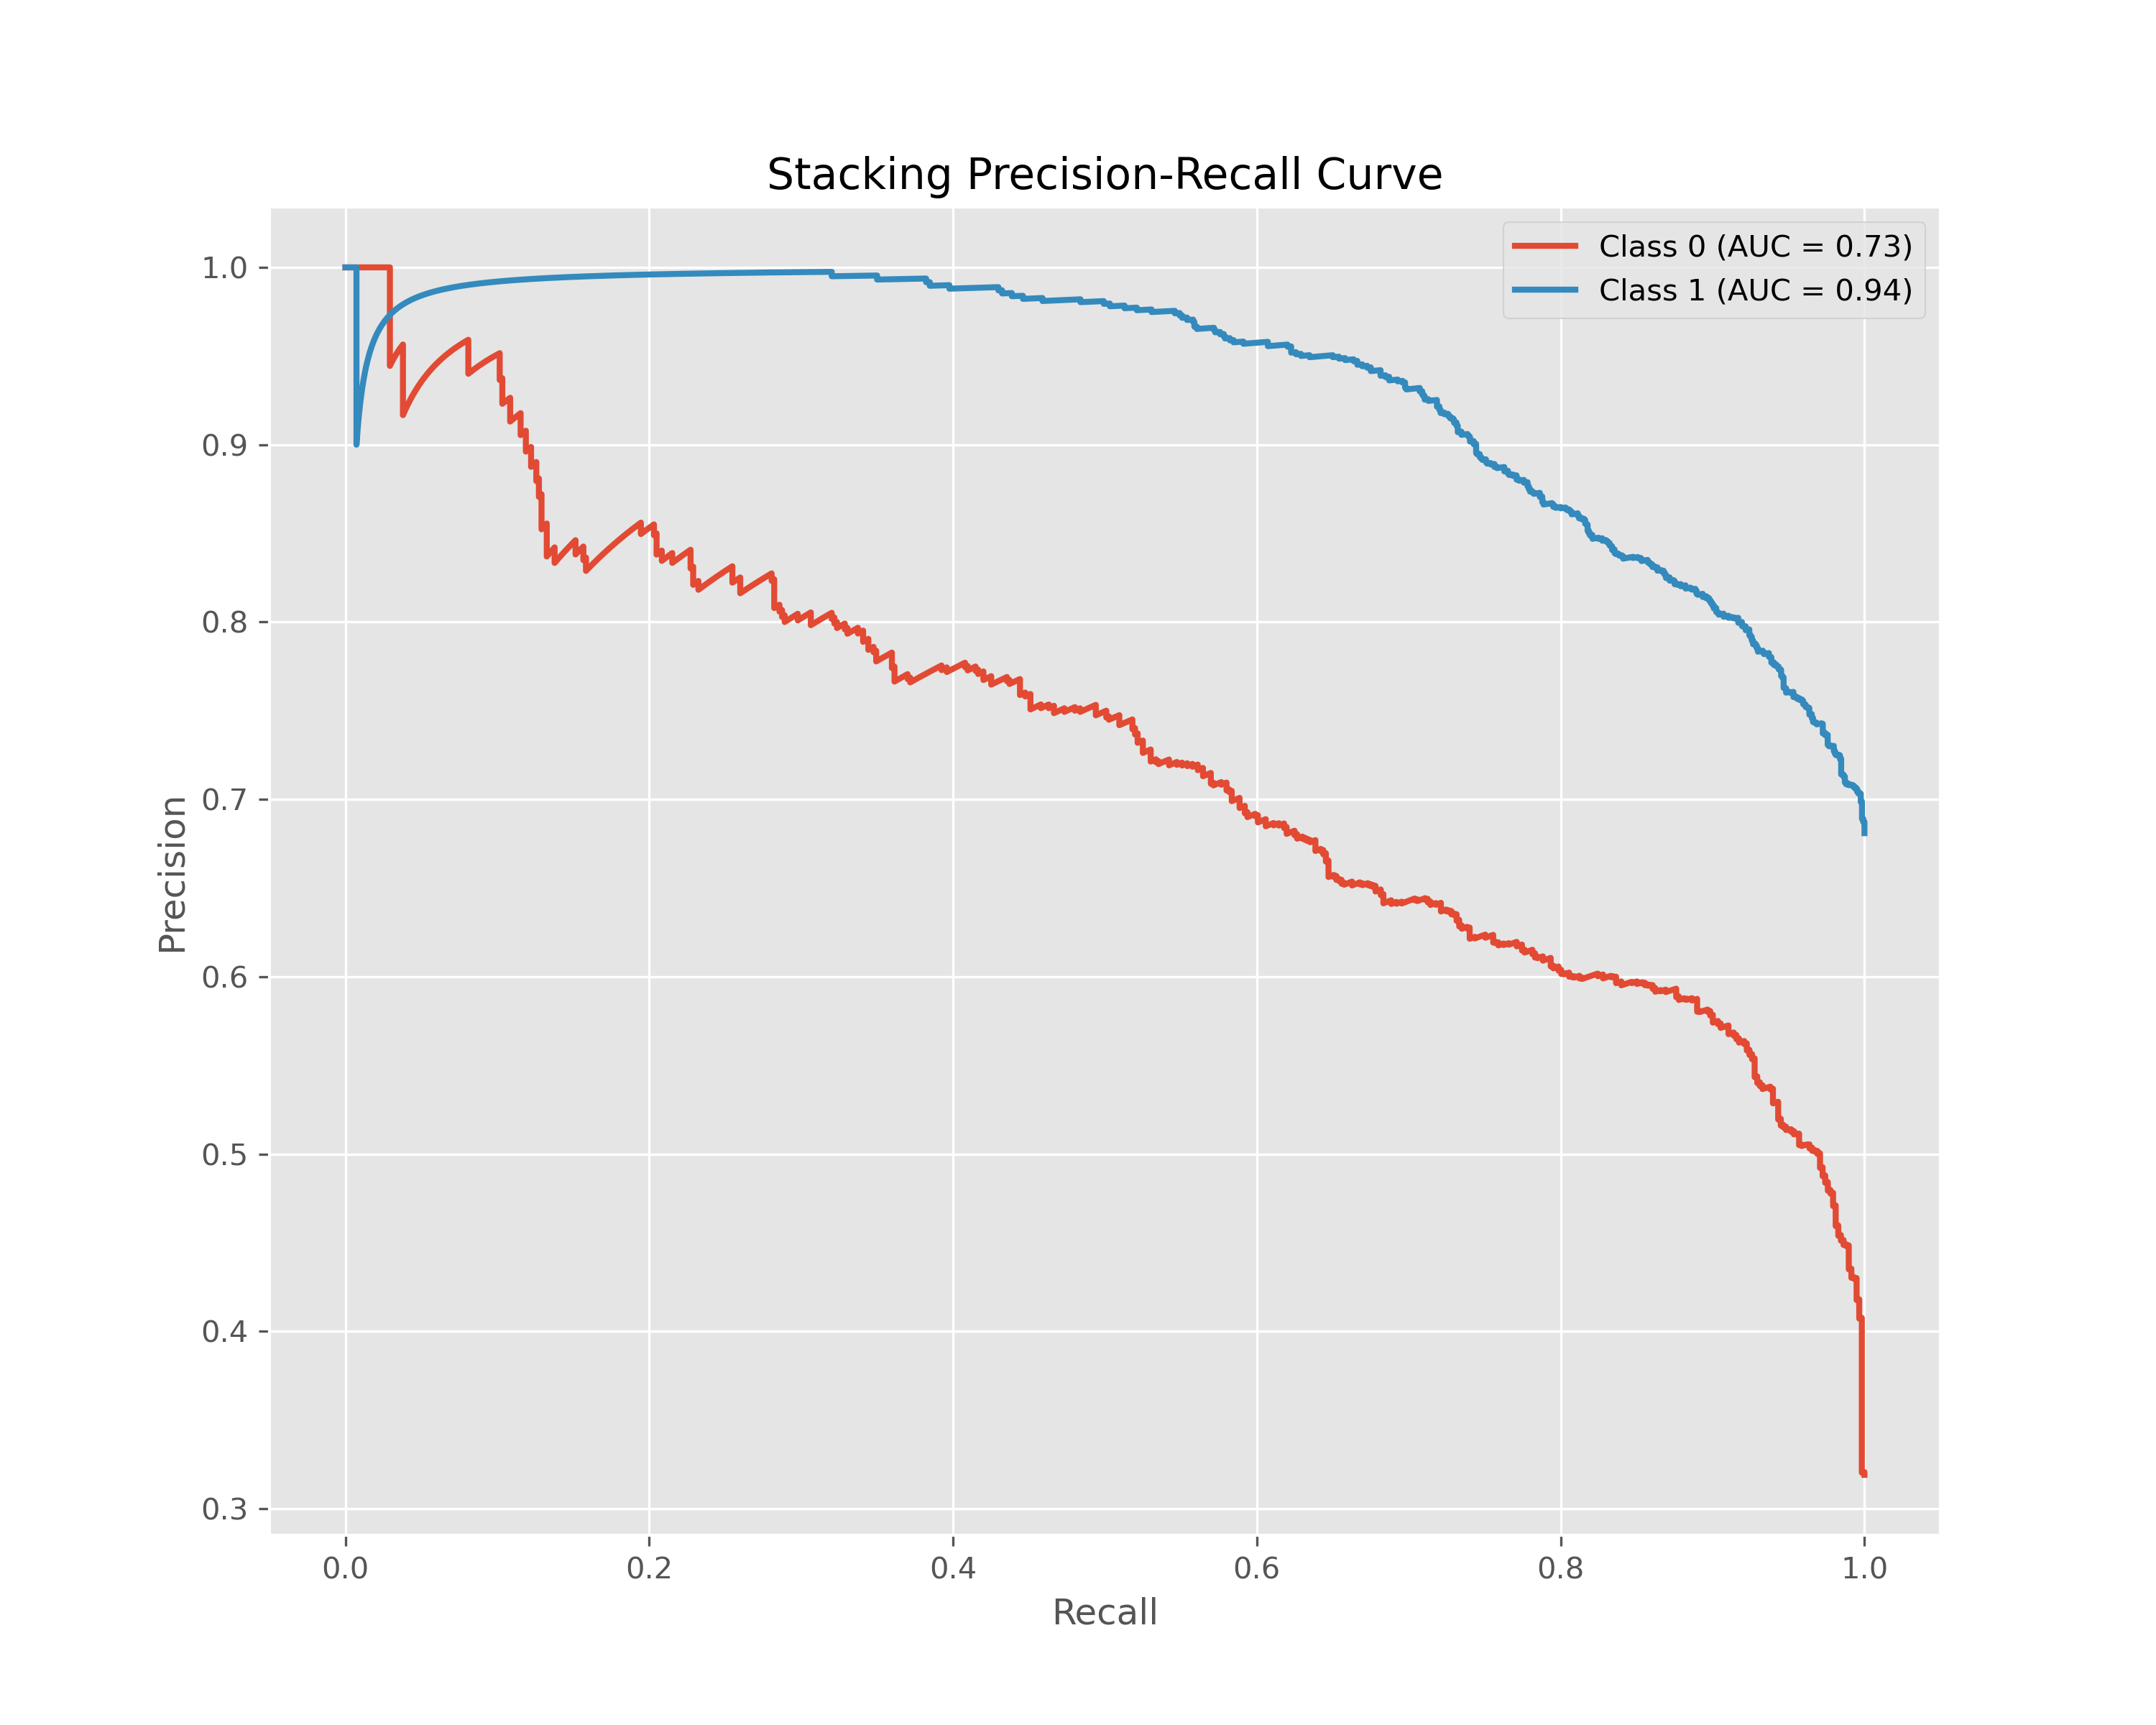 Stacking Precision-Recall Curve
Class 0 (AUC = 0.73)
Class 1 (AUC = 0.94)
1.0
0.9
0.8
0.7
0.6
0.5
0.4
0.3
Precision
0.0 0.2 0.4 0.6 0.8 1.0
Recall